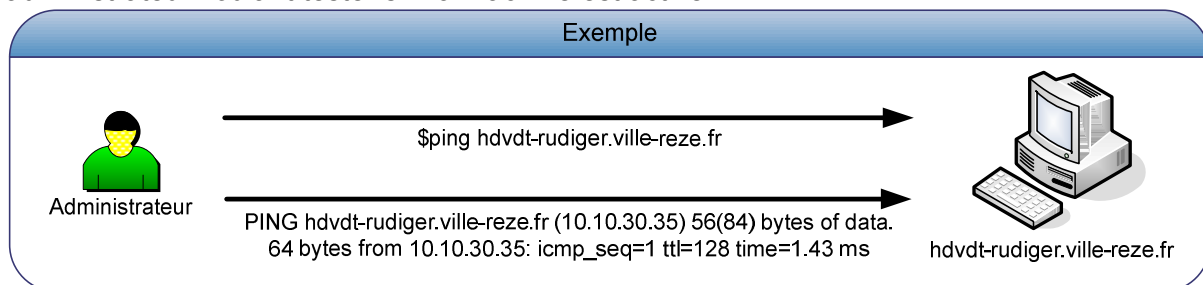 Exemple
$ping hdvdt-rudiger.ville-reze.fr
Administrateur
PING hdvdt-rudiger.ville-reze.fr (10.10.30.35) 56(84) bytes of data.
64 bytes from 10.10.30.35: icmp_seq=1 ttl=128 time=1.43 ms
hdvdt-rudiger.ville-reze.fr